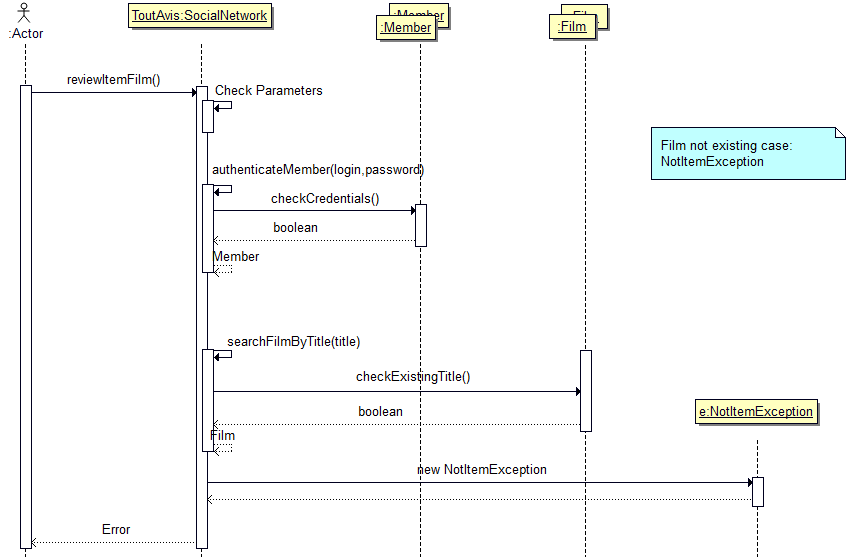 :Actor
ToutAvis:SocialNetwork
:Member
:Member
:Film
:Film
reviewItemFilm()
Check Parameters
Film not existing case:
NotItemException
authenticateMember(login,password)
checkCredentials()
boolean
Member
searchFilmByTitle(title)
checkExistingTitle()
boolean
e:NotItemException
Film
new NotItemException
Error